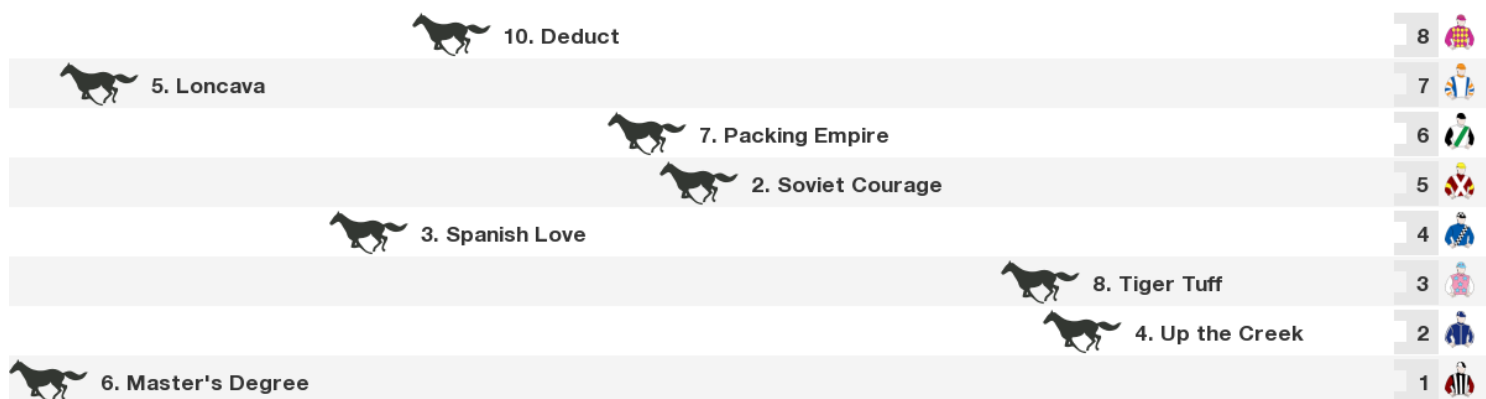 10. Deduct 8
5. Loncava 7
7. Packing Empire 6
2. Soviet Courage 5
3. Spanish Love 4
8. Tiger Tuff 3
4. Up the Creek 2
6. Master's Degree 1